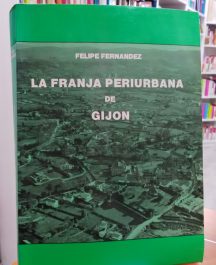 FELIPE FERNANDEZ
LA FRANJA PERIURBANA
DE
GIJON